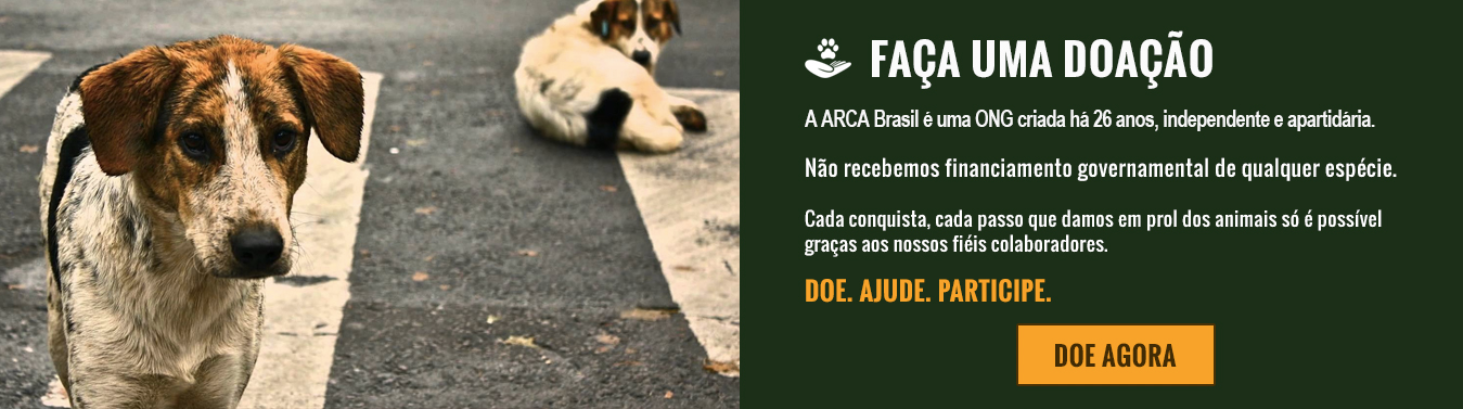 FAÇA UMA DOAÇÃO
A ARCA Brasil é uma ONG criada há 26 anos, independente e apartidária.
Não recebemos financiamento governamental de qualquer espécie.
Cada conquista, cada passo que damos em prol dos animais só é possível
graças aos nossos fiéis colaboradores.
DOE. AJUDE. PARTICIPE.
DOE AGORA